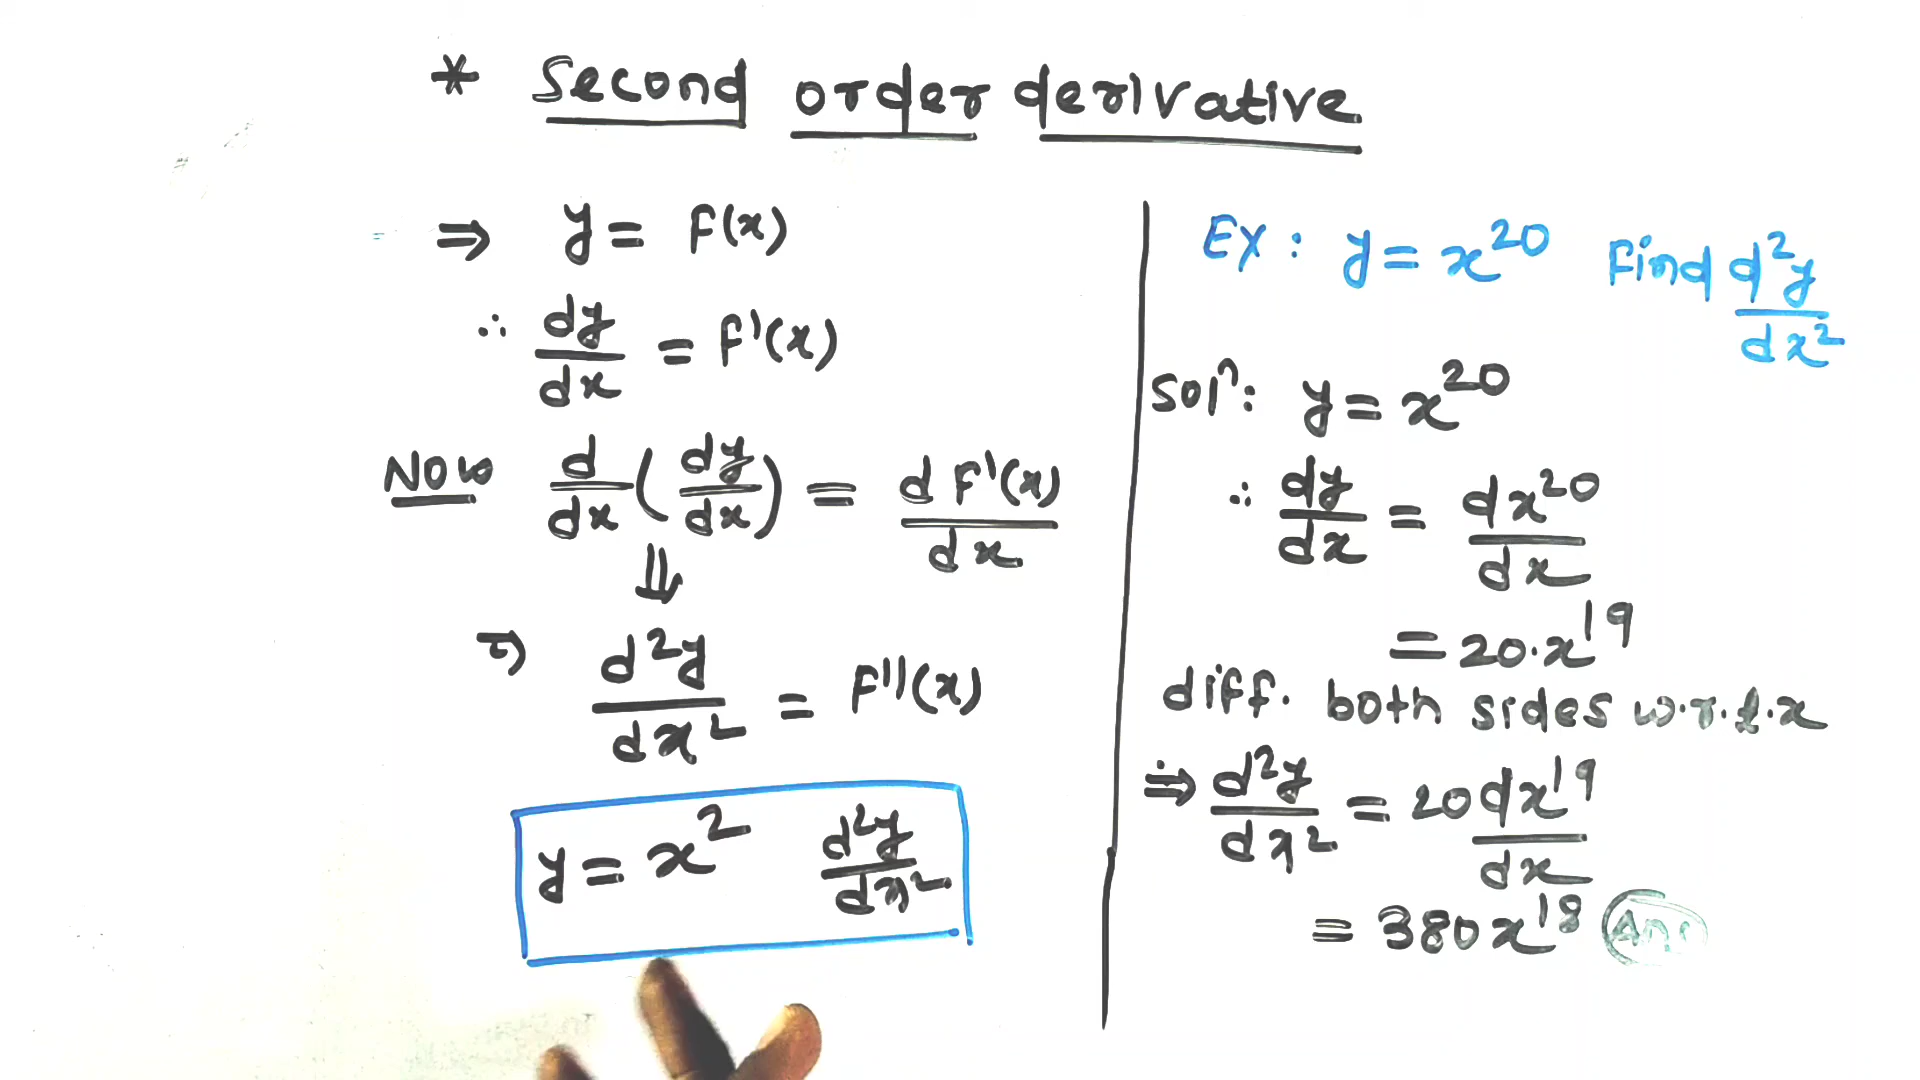 * Second order derivative
⇒ y = F(x)
∴ dy/dx = F'(x)
Now d/dx (dy/dx) = d F'(x)/dx
⇓
⇒ d²y/dx² = F''(x)
y = x² d²y/dx²
Ex : y = x²⁰ Find d²y/dx²
Solⁿ: y = x²⁰
∴ dy/dx = dx²⁰/dx
= 20·x¹⁹
diff. both sides w.r.t.x
⇒ d²y/dx² = 20 dx¹⁹/dx
= 380x¹⁸ Ans